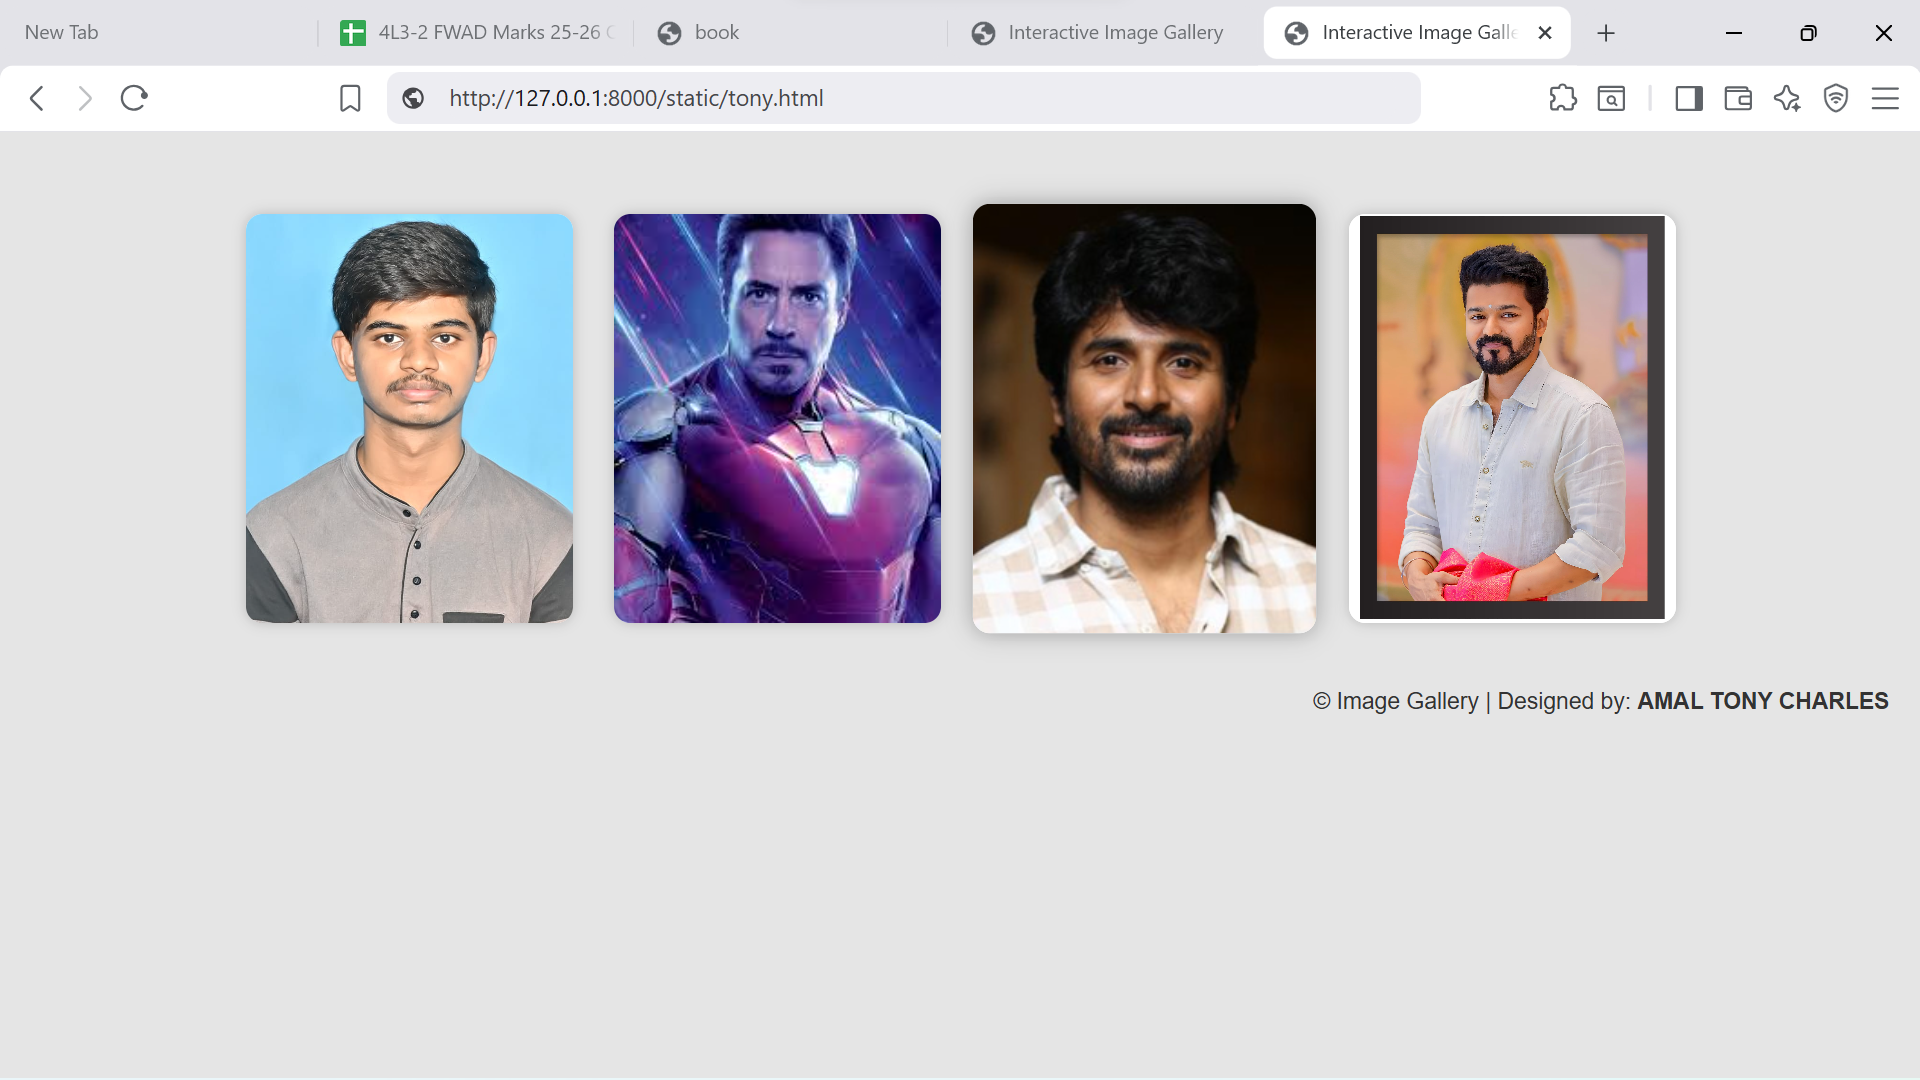 New Tab
4L3-2 FWAD Marks 25-26
book
Interactive Image Gallery
Interactive Image Galle
http://127.0.0.1:8000/static/tony.html
© Image Gallery | Designed by: AMAL TONY CHARLES